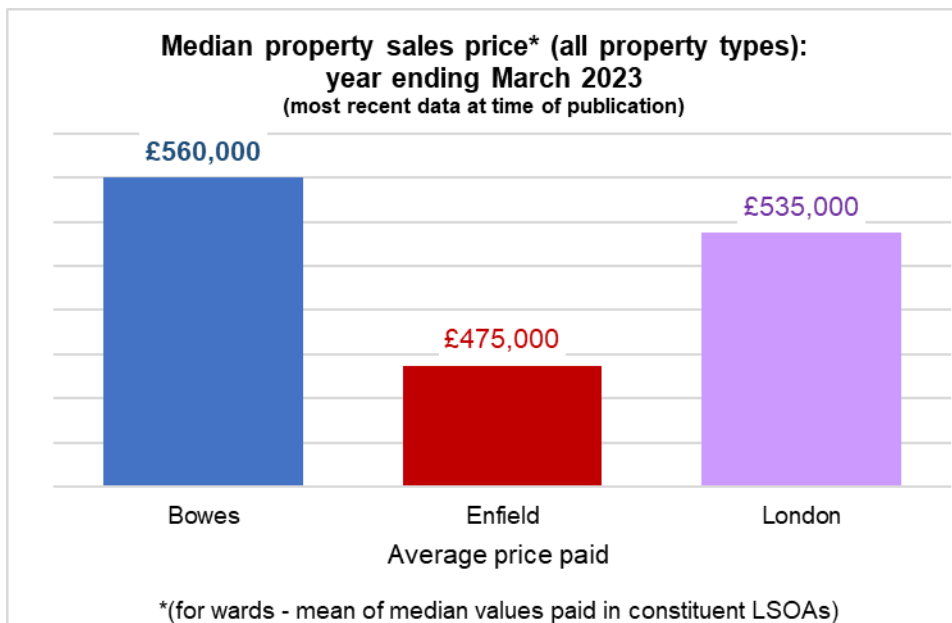 Median property sales price* (all property types):
year ending March 2023
(most recent data at time of publication)
£560,000
£535,000
£475,000
Bowes
Enfield
London
Average price paid
*(for wards - mean of median values paid in constituent LSOAs)